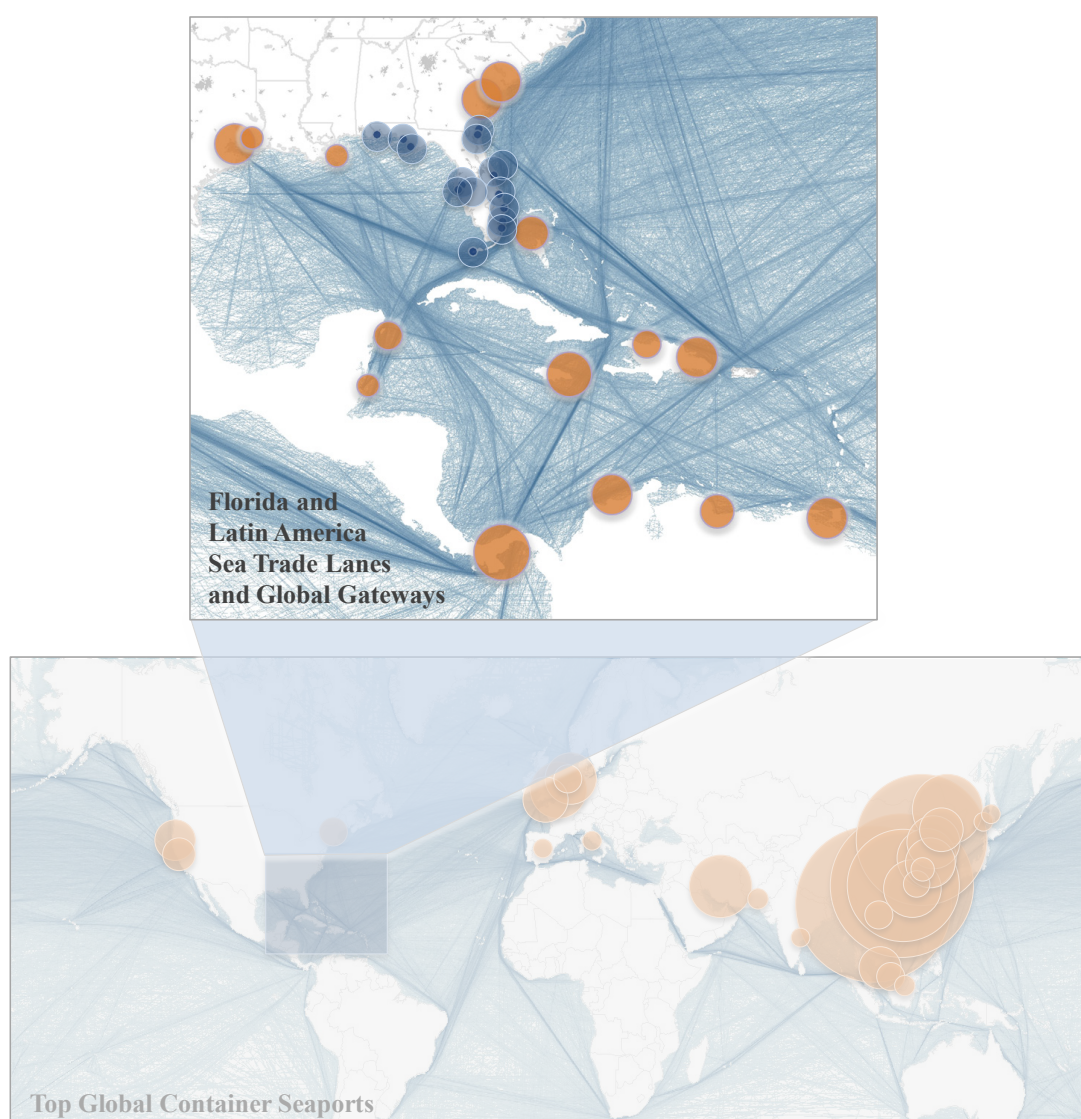 Florida and
Latin America
Sea Trade Lanes
and Global Gateways
Top Global Container Seaports